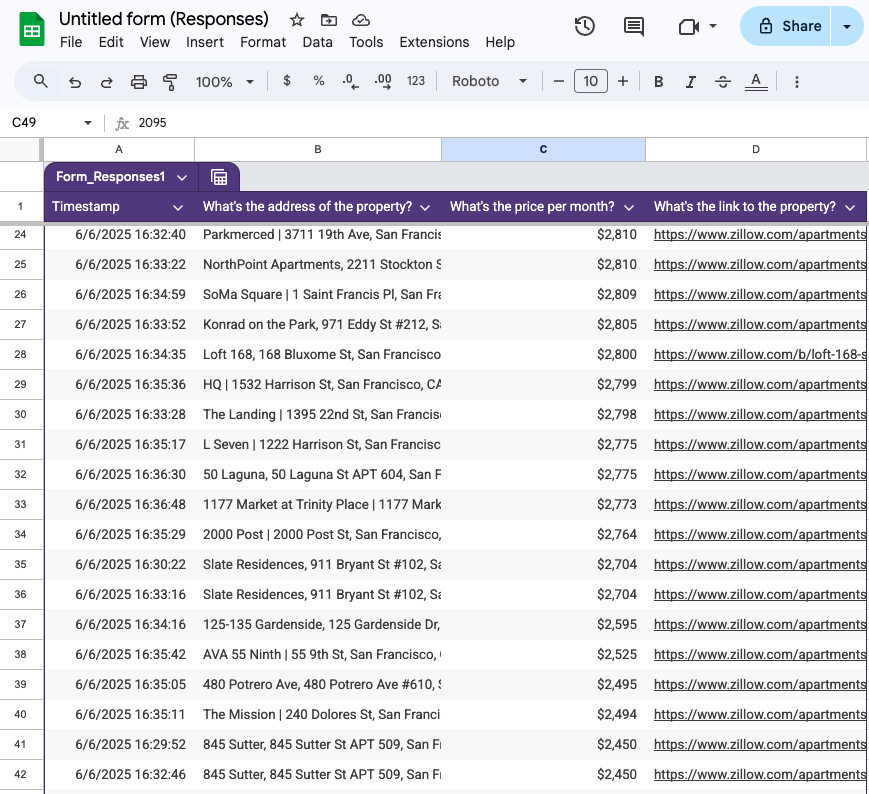 Untitled form (Responses)
File Edit View Insert Format Data Tools Extensions Help
Share
100% $ % .0 .00 123 Roboto 10 B I S A
C49 fx 2095
A B C D
Form_Responses1
1 Timestamp What's the address of the property? What's the price per month? What's the link to the property?
24 6/6/2025 16:32:40 Parkmerced | 3711 19th Ave, San Francis $2,810 https://www.zillow.com/apartments
25 6/6/2025 16:33:22 NorthPoint Apartments, 2211 Stockton S $2,810 https://www.zillow.com/apartments
26 6/6/2025 16:34:59 SoMa Square | 1 Saint Francis Pl, San Fra $2,809 https://www.zillow.com/apartments
27 6/6/2025 16:33:52 Konrad on the Park, 971 Eddy St #212, Sa $2,805 https://www.zillow.com/apartments
28 6/6/2025 16:34:35 Loft 168, 168 Bluxome St, San Francisco $2,800 https://www.zillow.com/b/loft-168-s
29 6/6/2025 16:35:36 HQ | 1532 Harrison St, San Francisco, CA $2,799 https://www.zillow.com/apartments
30 6/6/2025 16:33:28 The Landing | 1395 22nd St, San Francis $2,798 https://www.zillow.com/apartments
31 6/6/2025 16:35:17 L Seven | 1222 Harrison St, San Francisc $2,775 https://www.zillow.com/apartments
32 6/6/2025 16:36:30 50 Laguna, 50 Laguna St APT 604, San F $2,775 https://www.zillow.com/apartments
33 6/6/2025 16:36:48 1177 Market at Trinity Place | 1177 Mark $2,773 https://www.zillow.com/apartments
34 6/6/2025 16:35:29 2000 Post | 2000 Post St, San Francisco, $2,764 https://www.zillow.com/apartments
35 6/6/2025 16:30:22 Slate Residences, 911 Bryant St #102, Sa $2,704 https://www.zillow.com/apartments
36 6/6/2025 16:33:16 Slate Residences, 911 Bryant St #102, Sa $2,704 https://www.zillow.com/apartments
37 6/6/2025 16:34:16 125-135 Gardenside, 125 Gardenside Dr, $2,595 https://www.zillow.com/apartments
38 6/6/2025 16:35:42 AVA 55 Ninth | 55 9th St, San Francisco, $2,525 https://www.zillow.com/apartments
39 6/6/2025 16:35:05 480 Potrero Ave, 480 Potrero Ave #610, S $2,495 https://www.zillow.com/apartments
40 6/6/2025 16:35:11 The Mission | 240 Dolores St, San Franci $2,494 https://www.zillow.com/apartments
41 6/6/2025 16:29:52 845 Sutter, 845 Sutter St APT 509, San F $2,450 https://www.zillow.com/apartments
42 6/6/2025 16:32:46 845 Sutter, 845 Sutter St APT 509, San F $2,450 https://www.zillow.com/apartments